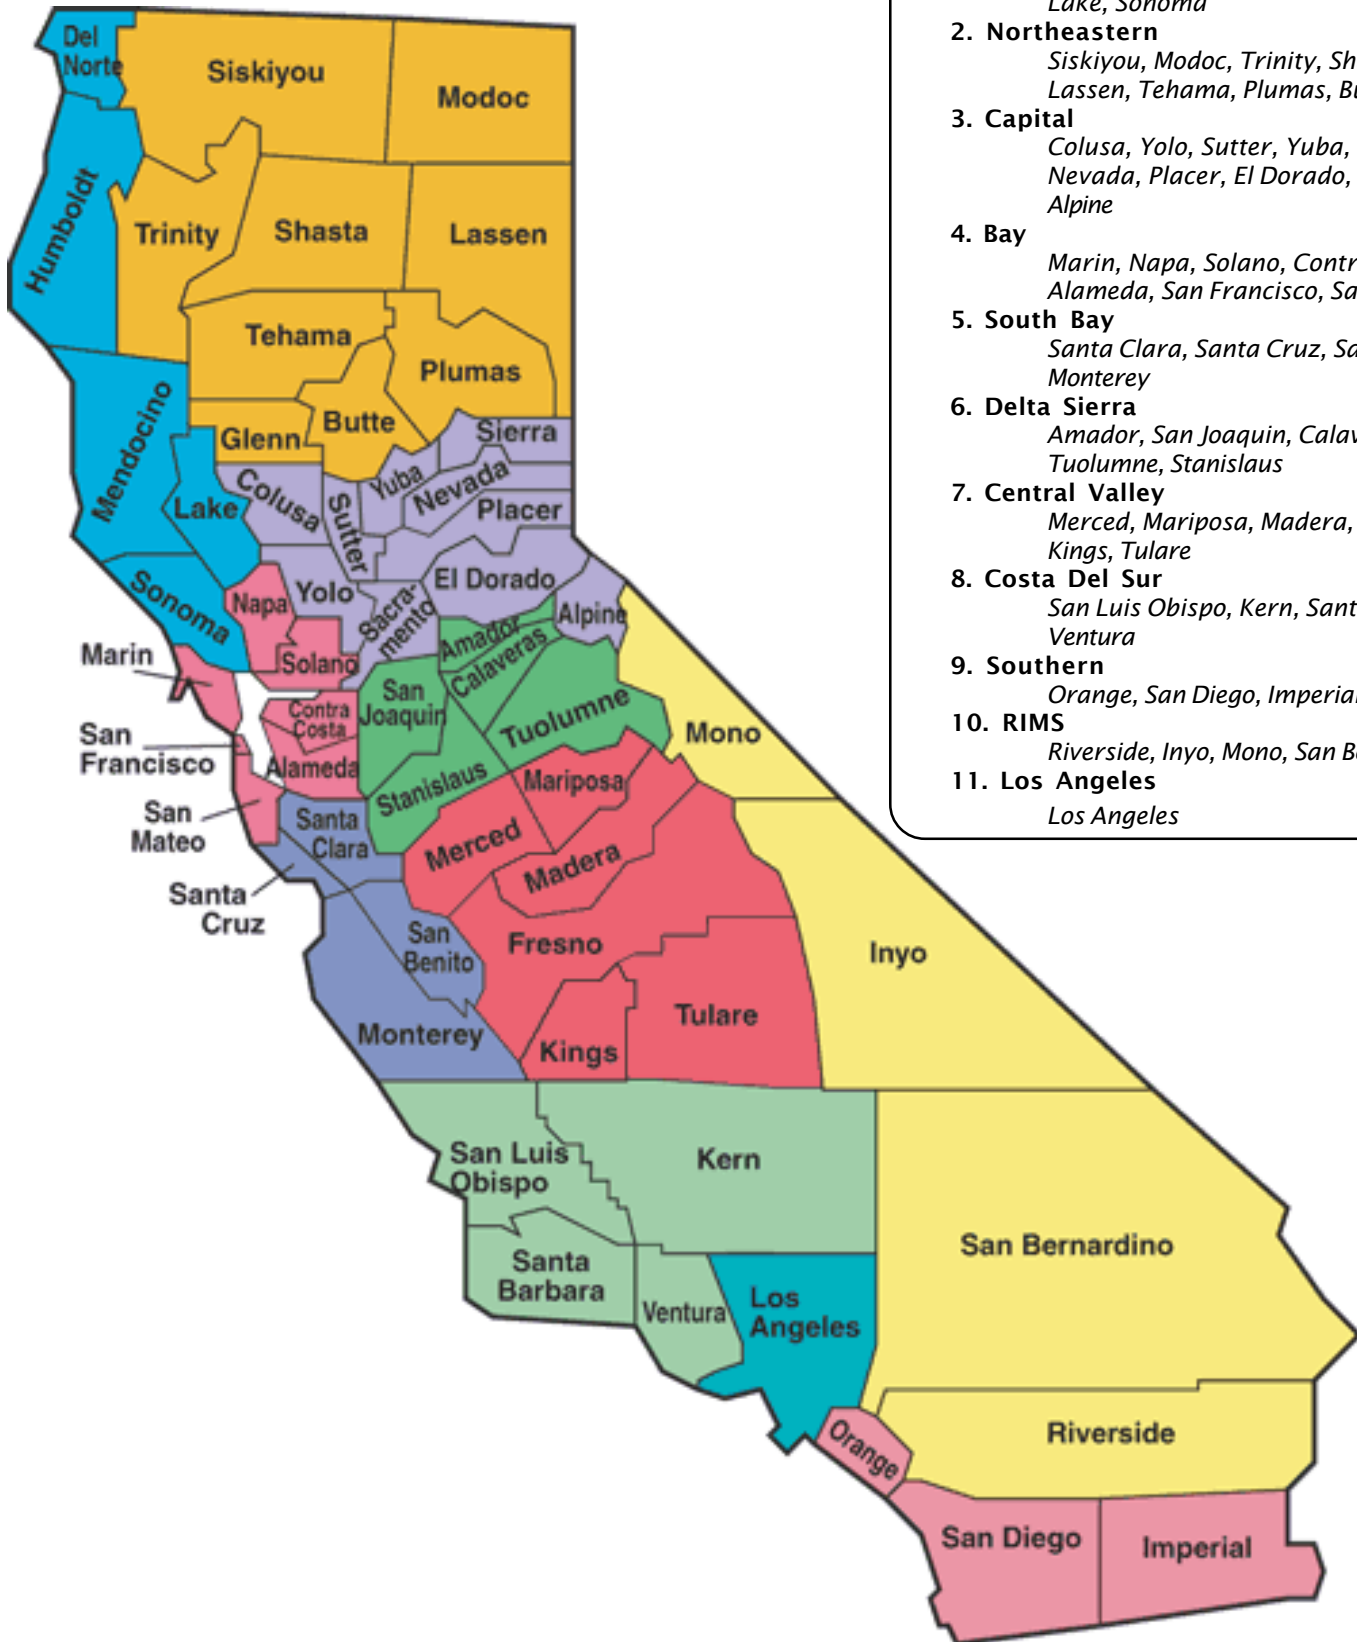 Del
Norte
Siskiyou
Modoc
Humboldt
Trinity
Shasta
Lassen
Tehama
Plumas
Butte
Glenn
Mendocino
Lake
Colusa
Sutter
Yuba
Sierra
Nevada
Placer
El Dorado
Yolo
Sacra-
mento
Alpine
Sonoma
Napa
Solano
Marin
Amador
Calaveras
San
Joaquin
Tuolumne
Mono
Contra
Costa
San
Francisco
Alameda
Stanislaus
Mariposa
San
Mateo
Santa
Clara
Merced
Madera
Santa
Cruz
San
Benito
Fresno
Inyo
Monterey
Kings
Tulare
San Luis
Obispo
Kern
Santa
Barbara
Ventura
Los
Angeles
San Bernardino
Orange
Riverside
San Diego
Imperial
Lake, Sonoma
2. Northeastern
Siskiyou, Modoc, Trinity,
Lassen, Tehama, Plumas,
3. Capital
Colusa, Yolo, Sutter, Yuba,
Nevada, Placer, El Dorado,
Alpine
4. Bay
Marin, Napa, Solano,
Alameda, San Francisco,
5. South Bay
Santa Clara, Santa Cruz,
Monterey
6. Delta Sierra
Amador, San Joaquin,
Tuolumne, Stanislaus
7. Central Valley
Merced, Mariposa, Madera,
Kings, Tulare
8. Costa Del Sur
San Luis Obispo, Kern,
Ventura
9. Southern
Orange, San Diego, Imperial
10. RIMS
Riverside, Inyo, Mono, San
11. Los Angeles
Los Angeles